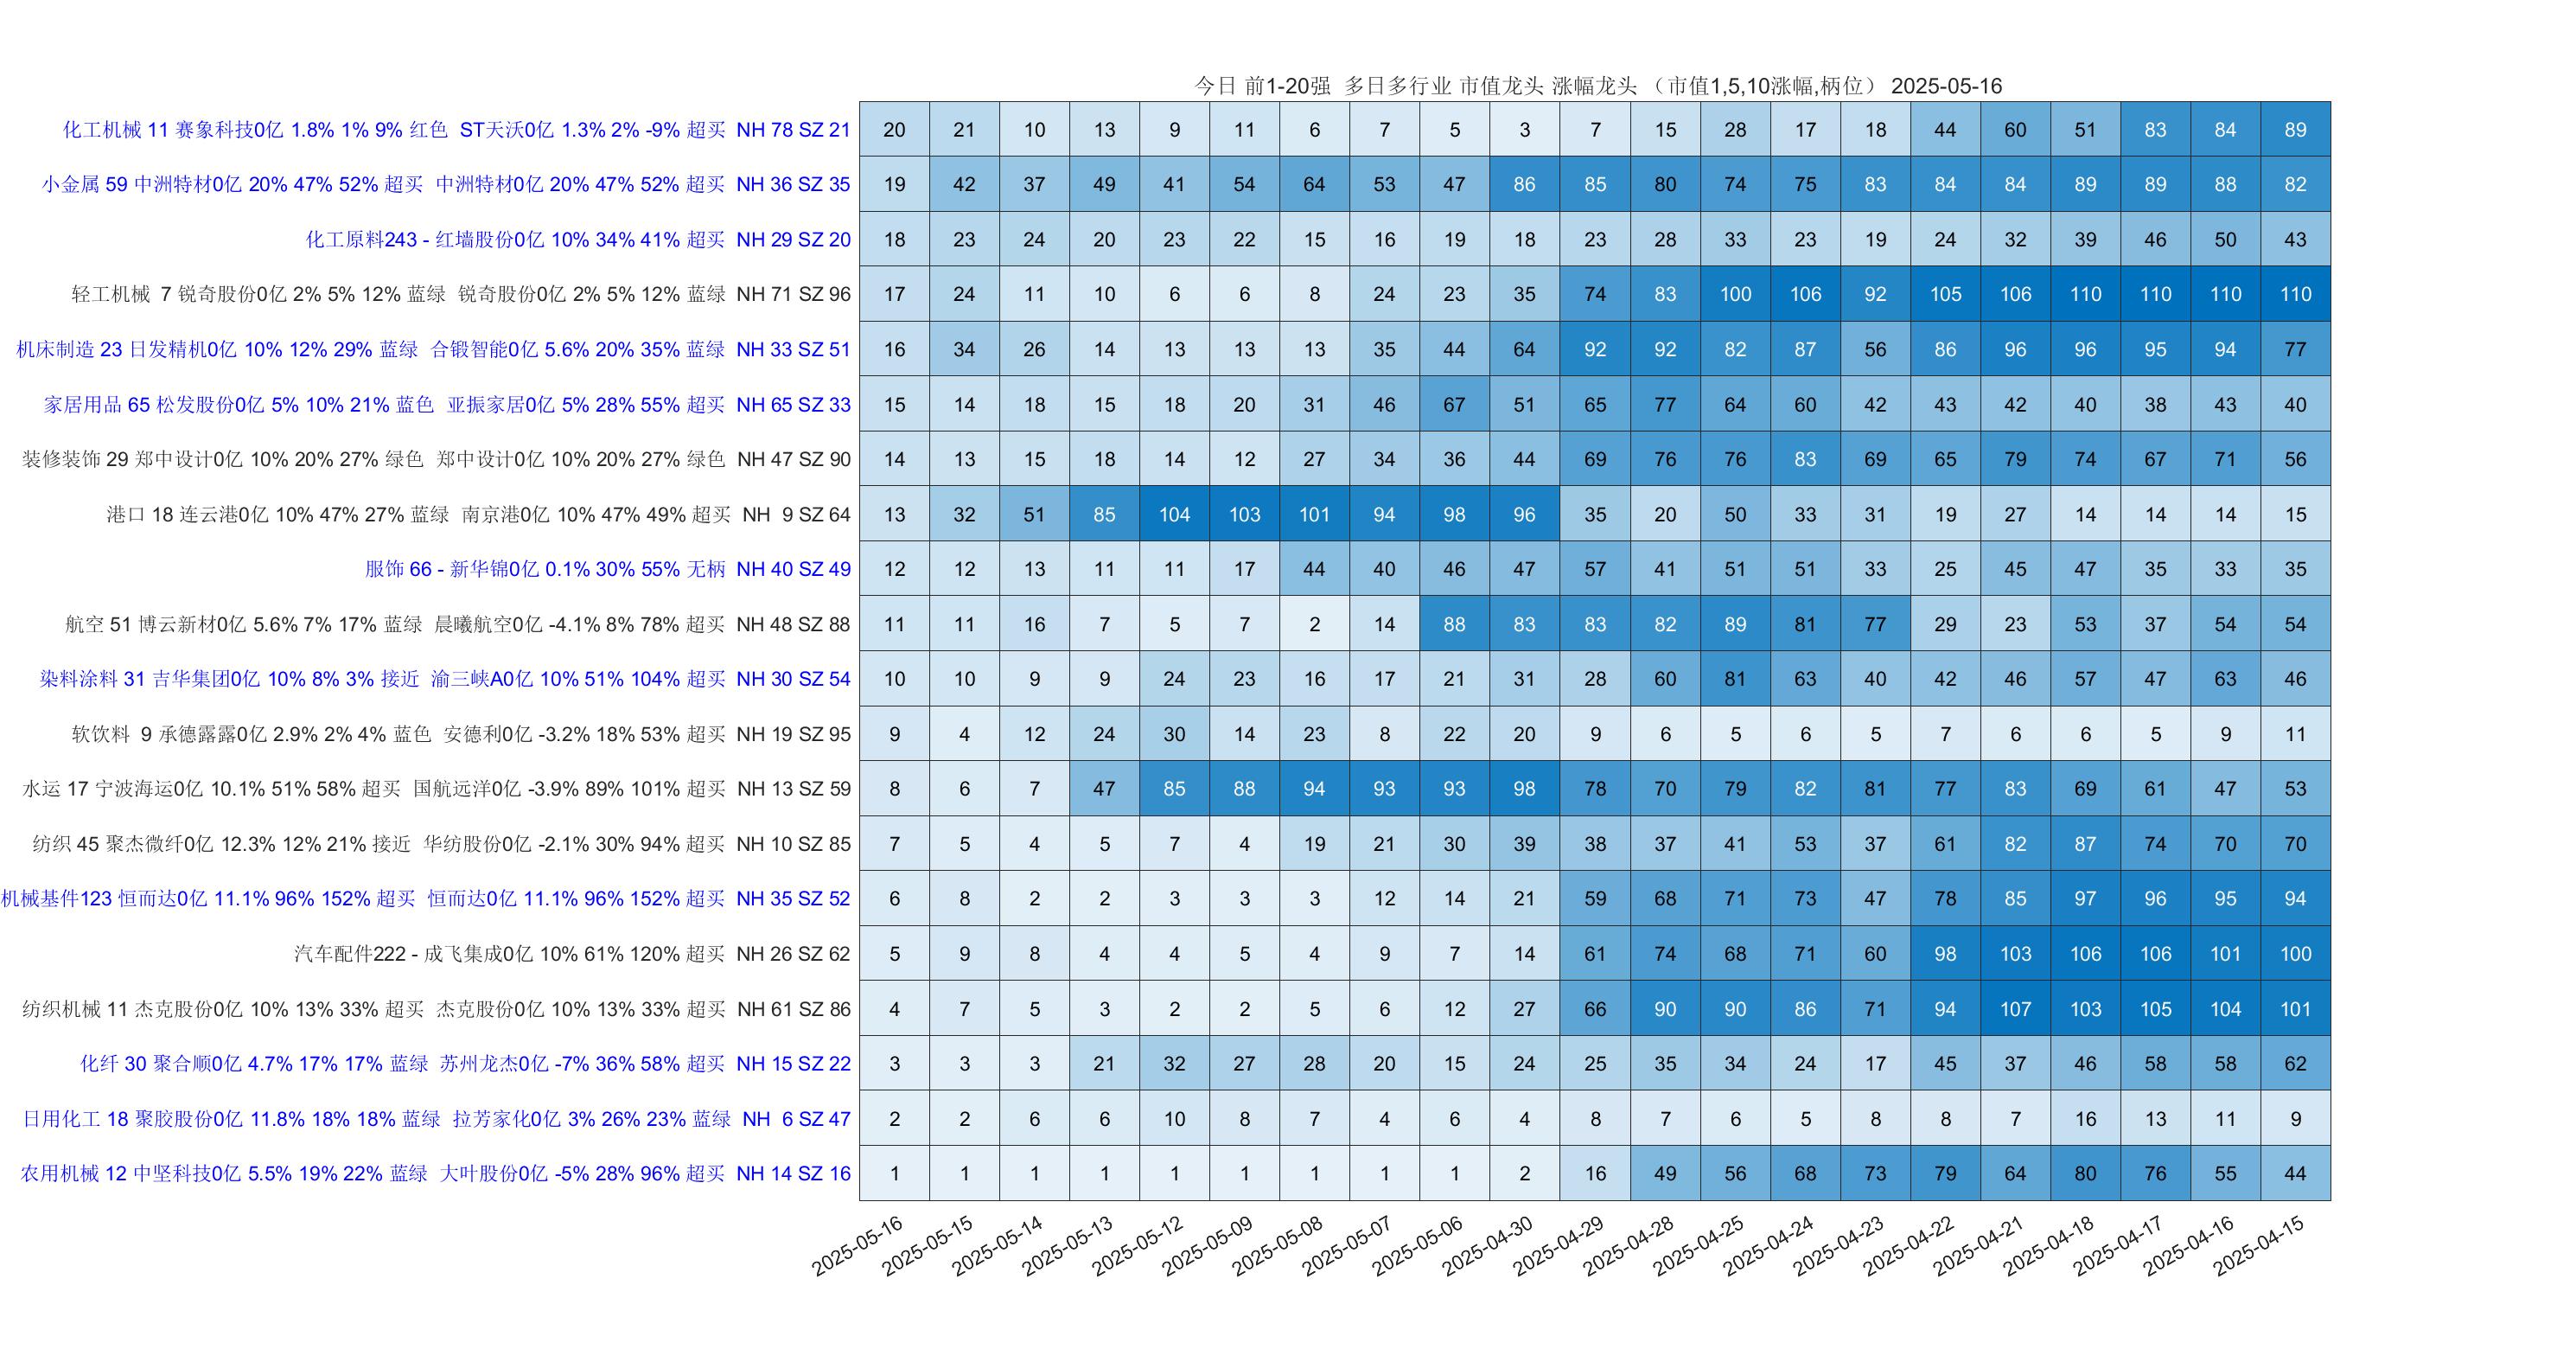 今日 前1-20强 多日多行业 市值龙头 涨幅龙头 （市值1,5,10涨幅,柄位） 2025-05-16
化工机械 11 赛象科技0亿 1.8% 1% 9% 红色 ST天沃0亿 1.3% 2% -9% 超买 NH 78 SZ 21 20 21 10 13 9 11 6 7 5 3 7 15 28 17 18 44 60 51 83 84 89
小金属 59 中洲特材0亿 20% 47% 52% 超买 中洲特材0亿 20% 47% 52% 超买 NH 36 SZ 35 19 42 37 49 41 54 64 53 47 86 85 80 74 75 83 84 84 89 89 88 82
化工原料243 - 红墙股份0亿 10% 34% 41% 超买 NH 29 SZ 20 18 23 24 20 23 22 15 16 19 18 23 28 33 23 19 24 32 39 46 50 43
轻工机械 7 锐奇股份0亿 2% 5% 12% 蓝绿 锐奇股份0亿 2% 5% 12% 蓝绿 NH 71 SZ 96 17 24 11 10 6 6 8 24 23 35 74 83 100 106 92 105 106 110 110 110 110
机床制造 23 日发精机0亿 10% 12% 29% 蓝绿 合锻智能0亿 5.6% 20% 35% 蓝绿 NH 33 SZ 51 16 34 26 14 13 13 13 35 44 64 92 92 82 87 56 86 96 96 95 94 77
家居用品 65 松发股份0亿 5% 10% 21% 蓝色 亚振家居0亿 5% 28% 55% 超买 NH 65 SZ 33 15 14 18 15 18 20 31 46 67 51 65 77 64 60 42 43 42 40 38 43 40
装修装饰 29 郑中设计0亿 10% 20% 27% 绿色 郑中设计0亿 10% 20% 27% 绿色 NH 47 SZ 90 14 13 15 18 14 12 27 34 36 44 69 76 76 83 69 65 79 74 67 71 56
港口 18 连云港0亿 10% 47% 27% 蓝绿 南京港0亿 10% 47% 49% 超买 NH 9 SZ 64 13 32 51 85 104 103 101 94 98 96 35 20 50 33 31 19 27 14 14 14 15
服饰 66 - 新华锦0亿 0.1% 30% 55% 无柄 NH 40 SZ 49 12 12 13 11 11 17 44 40 46 47 57 41 51 51 33 25 45 47 35 33 35
航空 51 博云新材0亿 5.6% 7% 17% 蓝绿 晨曦航空0亿 -4.1% 8% 78% 超买 NH 48 SZ 88 11 11 16 7 5 7 2 14 88 83 83 82 89 81 77 29 23 53 37 54 54
染料涂料 31 吉华集团0亿 10% 8% 3% 接近 渝三峡A0亿 10% 51% 104% 超买 NH 30 SZ 54 10 10 9 9 24 23 16 17 21 31 28 60 81 63 40 42 46 57 47 63 46
软饮料 9 承德露露0亿 2.9% 2% 4% 蓝色 安德利0亿 -3.2% 18% 53% 超买 NH 19 SZ 95 9 4 12 24 30 14 23 8 22 20 9 6 5 6 5 7 6 6 5 9 11
水运 17 宁波海运0亿 10.1% 51% 58% 超买 国航远洋0亿 -3.9% 89% 101% 超买 NH 13 SZ 59 8 6 7 47 85 88 94 93 93 98 78 70 79 82 81 77 83 69 61 47 53
纺织 45 聚杰微纤0亿 12.3% 12% 21% 接近 华纺股份0亿 -2.1% 30% 94% 超买 NH 10 SZ 85 7 5 4 5 7 4 19 21 30 39 38 37 41 53 37 61 82 87 74 70 70
机械基件123 恒而达0亿 11.1% 96% 152% 超买 恒而达0亿 11.1% 96% 152% 超买 NH 35 SZ 52 6 8 2 2 3 3 3 12 14 21 59 68 71 73 47 78 85 97 96 95 94
汽车配件222 - 成飞集成0亿 10% 61% 120% 超买 NH 26 SZ 62 5 9 8 4 4 5 4 9 7 14 61 74 68 71 60 98 103 106 106 101 100
纺织机械 11 杰克股份0亿 10% 13% 33% 超买 杰克股份0亿 10% 13% 33% 超买 NH 61 SZ 86 4 7 5 3 2 2 5 6 12 27 66 90 90 86 71 94 107 103 105 104 101
化纤 30 聚合顺0亿 4.7% 17% 17% 蓝绿 苏州龙杰0亿 -7% 36% 58% 超买 NH 15 SZ 22 3 3 3 21 32 27 28 20 15 24 25 35 34 24 17 45 37 46 58 58 62
日用化工 18 聚胶股份0亿 11.8% 18% 18% 蓝绿 拉芳家化0亿 3% 26% 23% 蓝绿 NH 6 SZ 47 2 2 6 6 10 8 7 4 6 4 8 7 6 5 8 8 7 16 13 11 9
农用机械 12 中坚科技0亿 5.5% 19% 22% 蓝绿 大叶股份0亿 -5% 28% 96% 超买 NH 14 SZ 16 1 1 1 1 1 1 1 1 1 2 16 49 56 68 73 79 64 80 76 55 44
2025-05-16 2025-05-15 2025-05-14 2025-05-13 2025-05-12 2025-05-09 2025-05-08 2025-05-07 2025-05-06 2025-04-30 2025-04-29 2025-04-28 2025-04-25 2025-04-24 2025-04-23 2025-04-22 2025-04-21 2025-04-18 2025-04-17 2025-04-16 2025-04-15